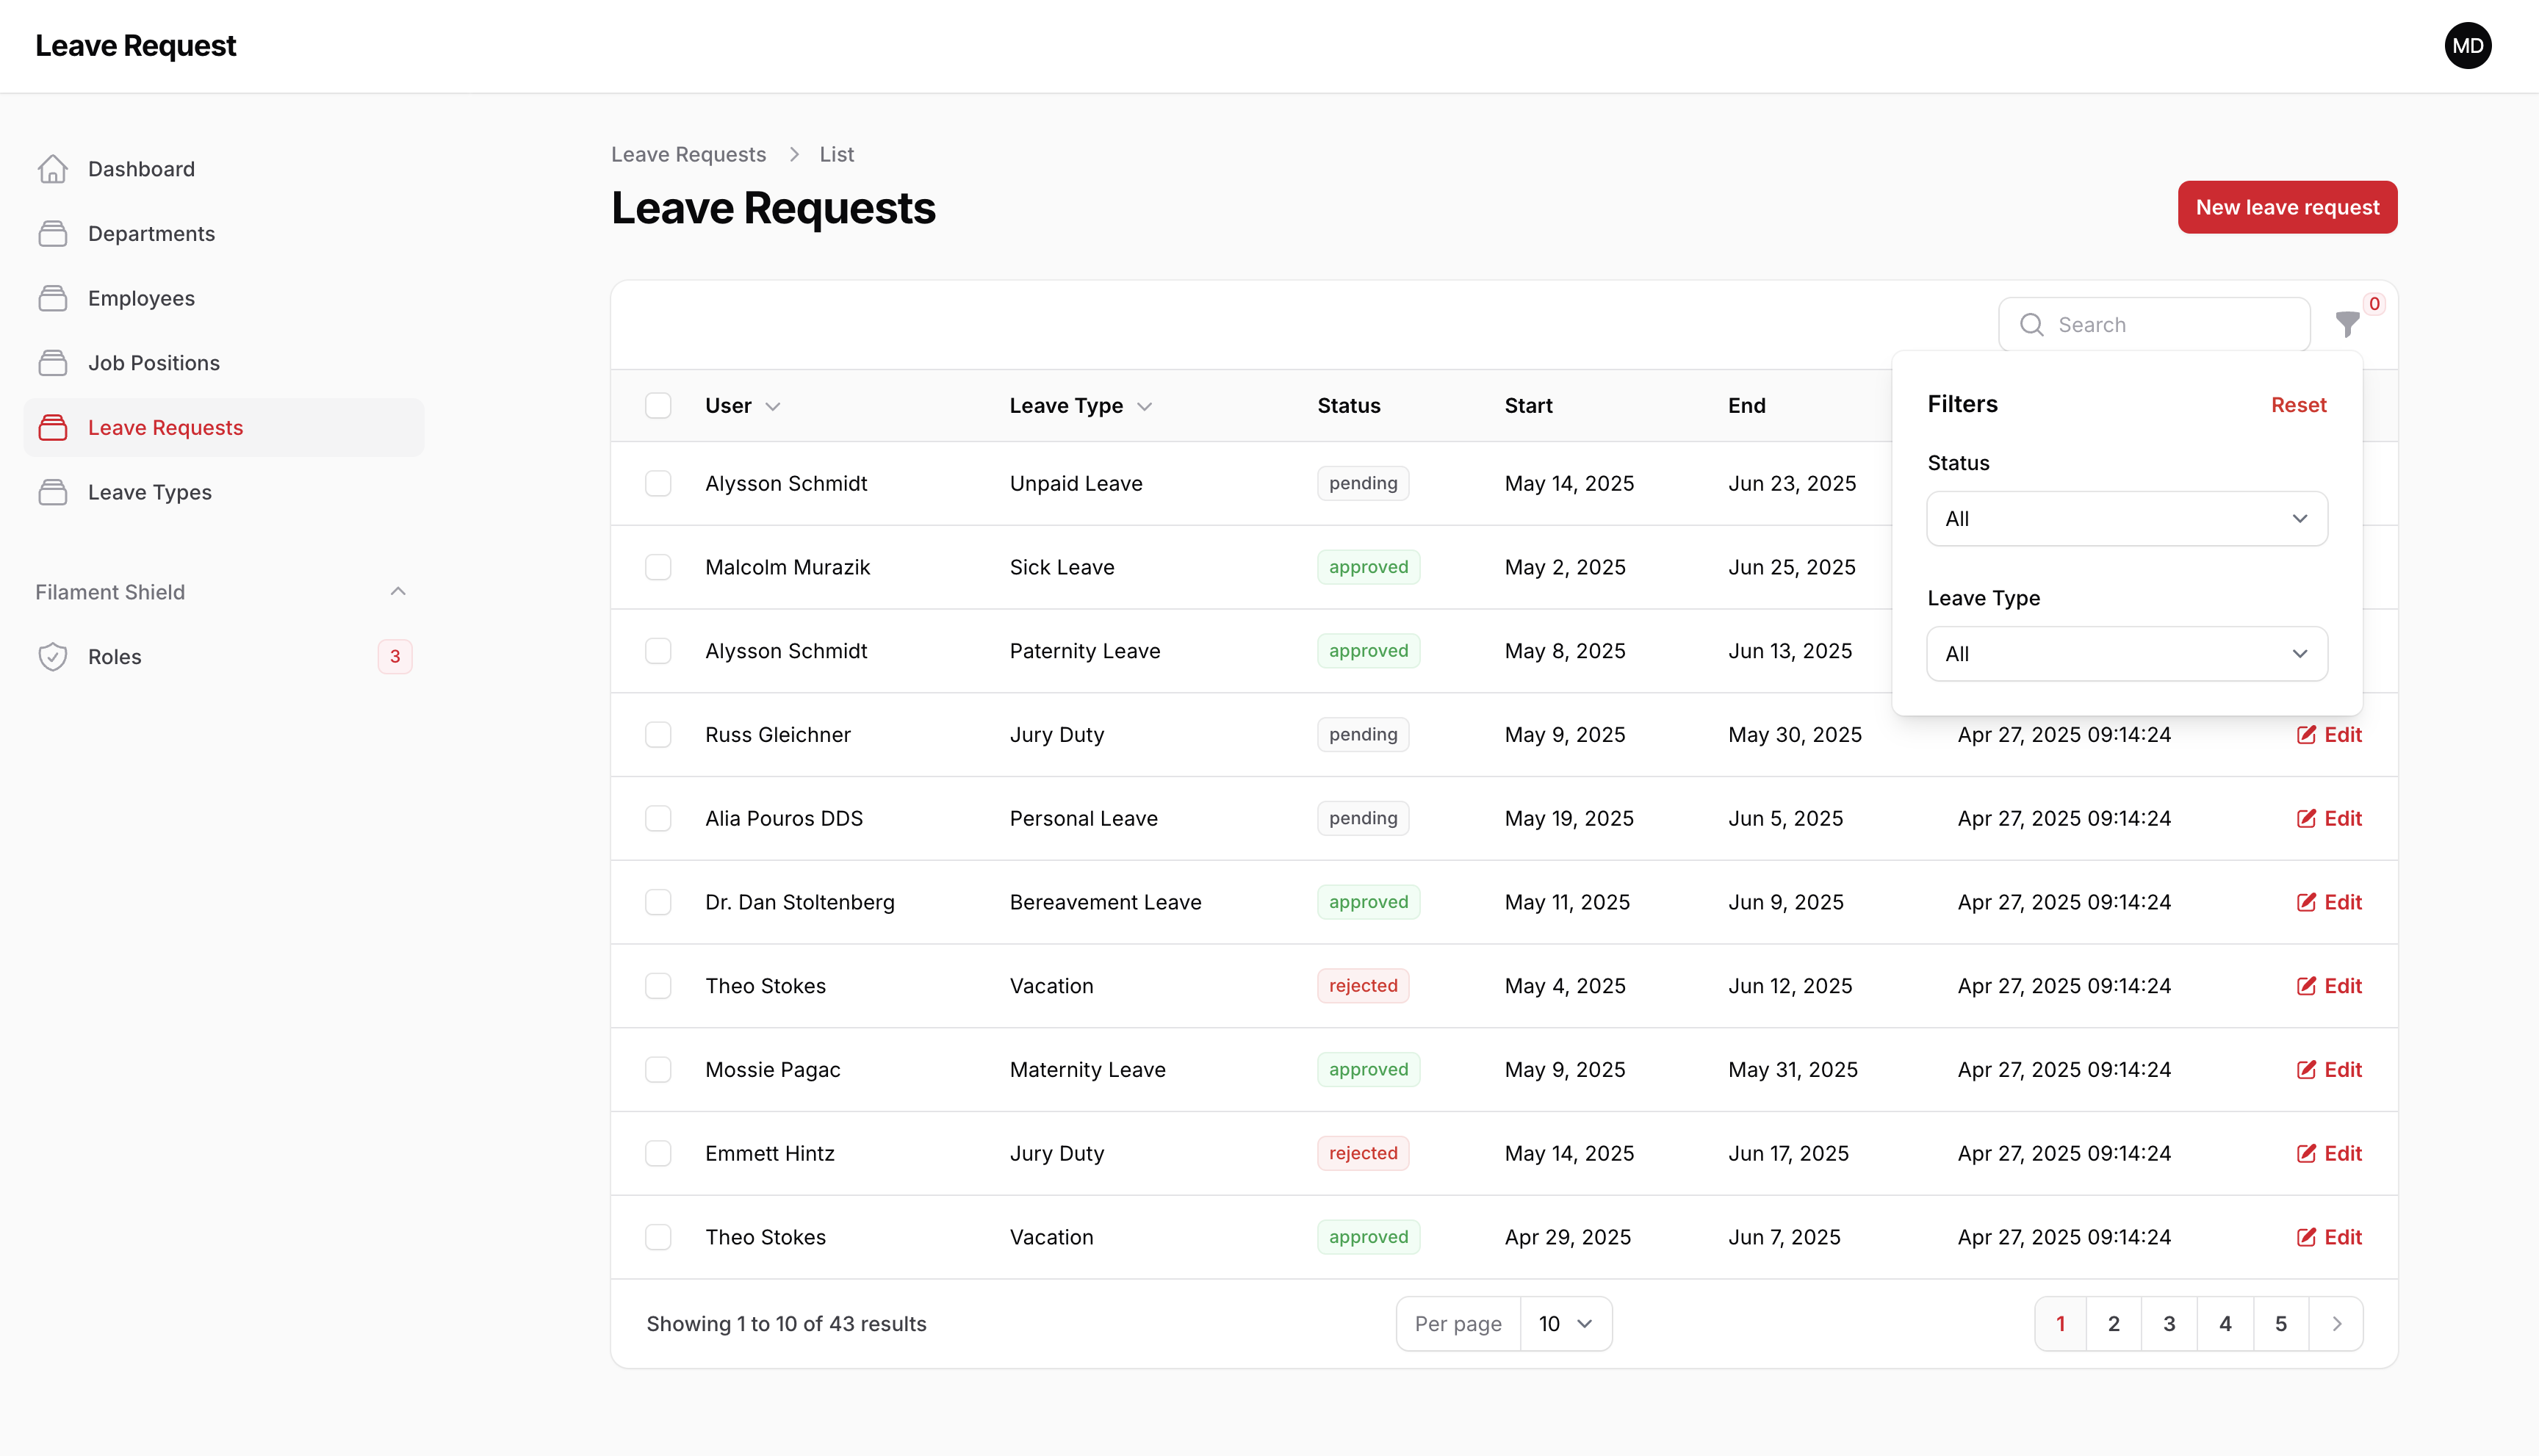 Leave Request
MD
Dashboard
Departments
Employees
Job Positions
Leave Requests
Leave Types
Filament Shield
Roles 3
Leave Requests > List
Leave Requests
New leave request
Search 0
User Leave Type Status Start End
Alysson Schmidt Unpaid Leave pending May 14, 2025 Jun 23, 2025
Malcolm Murazik Sick Leave approved May 2, 2025 Jun 25, 2025
Alysson Schmidt Paternity Leave approved May 8, 2025 Jun 13, 2025
Russ Gleichner Jury Duty pending May 9, 2025 May 30, 2025 Apr 27, 2025 09:14:24 Edit
Alia Pouros DDS Personal Leave pending May 19, 2025 Jun 5, 2025 Apr 27, 2025 09:14:24 Edit
Dr. Dan Stoltenberg Bereavement Leave approved May 11, 2025 Jun 9, 2025 Apr 27, 2025 09:14:24 Edit
Theo Stokes Vacation rejected May 4, 2025 Jun 12, 2025 Apr 27, 2025 09:14:24 Edit
Mossie Pagac Maternity Leave approved May 9, 2025 May 31, 2025 Apr 27, 2025 09:14:24 Edit
Emmett Hintz Jury Duty rejected May 14, 2025 Jun 17, 2025 Apr 27, 2025 09:14:24 Edit
Theo Stokes Vacation approved Apr 29, 2025 Jun 7, 2025 Apr 27, 2025 09:14:24 Edit
Filters Reset
Status
All
Leave Type
All
Showing 1 to 10 of 43 results Per page 10 1 2 3 4 5